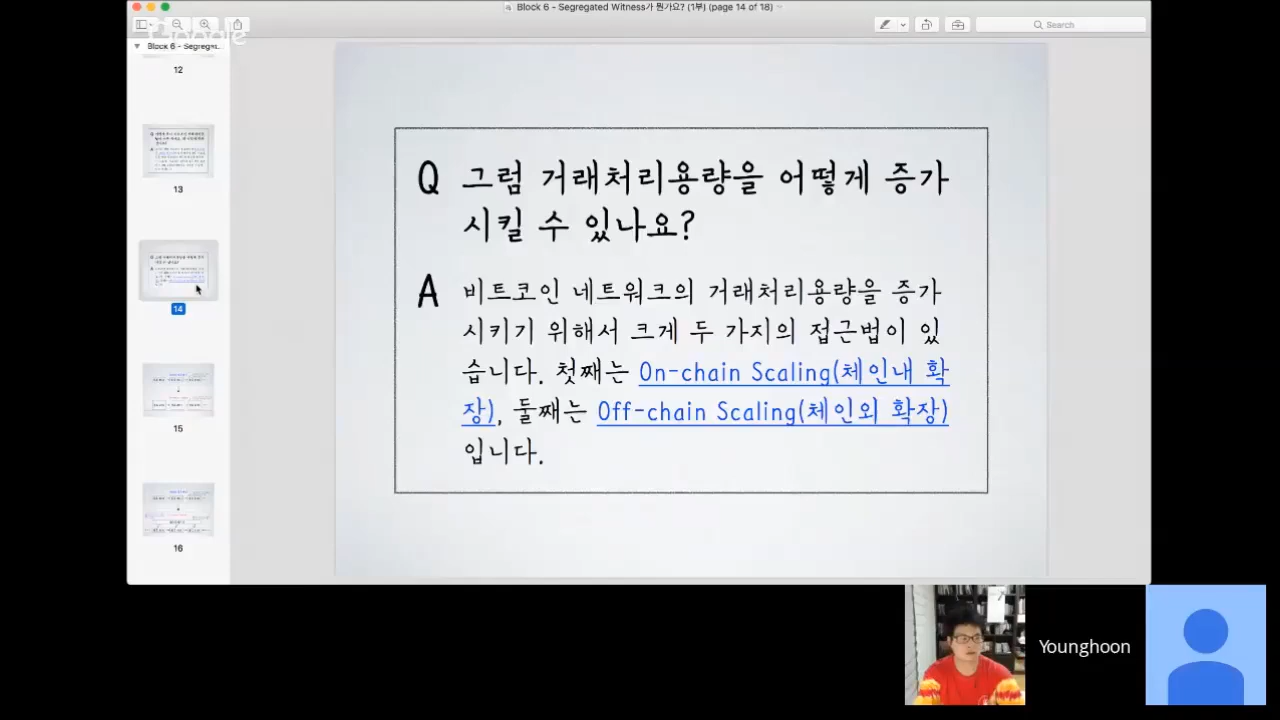 Block 6 - Segregated Witness가 뭔가요? (1부) (page 14 of 18)
Search
Block 6 - Segregat...
12
13
14
15
16
Q 그럼 거래처리용량을 어떻게 증가
시킬 수 있나요?
A 비트코인 네트워크의 거래처리용량을 증가
시키기 위해서 크게 두 가지의 접근법이 있
습니다. 첫째는 On-chain Scaling(체인내 확
장), 둘째는 Off-chain Scaling(체인외 확장)
입니다.
Younghoon